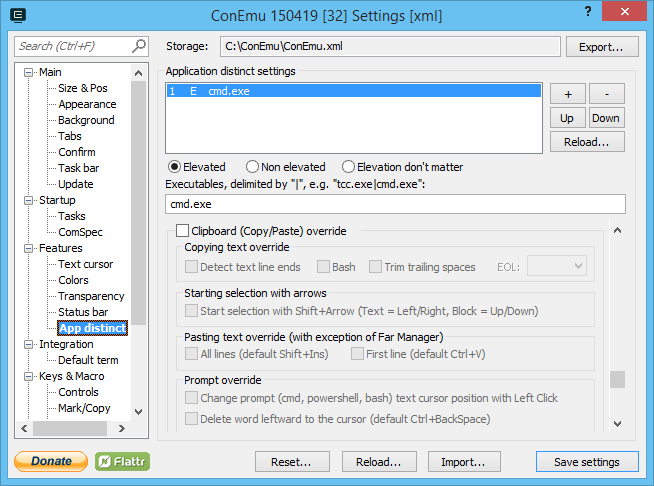 ConEmu 150419 [32] Settings [xml]
? X
Search (Ctrl+F)
Storage: C:\ConEmu\ConEmu.xml Export...
Main
Size & Pos
Appearance
Background
Tabs
Confirm
Task bar
Update
Startup
Tasks
ComSpec
Features
Text cursor
Colors
Transparency
Status bar
App distinct
Integration
Default term
Keys & Macro
Controls
Mark/Copy
Application distinct settings
1 E cmd.exe
+ -
Up Down
Reload...
Elevated Non elevated Elevation don't matter
Executables, delimited by "|", e.g. "tcc.exe|cmd.exe":
cmd.exe
Clipboard (Copy/Paste) override
Copying text override
Detect text line ends Bash Trim trailing spaces EOL:
Starting selection with arrows
Start selection with Shift+Arrow (Text = Left/Right, Block = Up/Down)
Pasting text override (with exception of Far Manager)
All lines (default Shift+Ins) First line (default Ctrl+V)
Prompt override
Change prompt (cmd, powershell, bash) text cursor position with Left Click
Delete word leftward to the cursor (default Ctrl+BackSpace)
Donate Flattr Reset... Reload... Import... Save settings